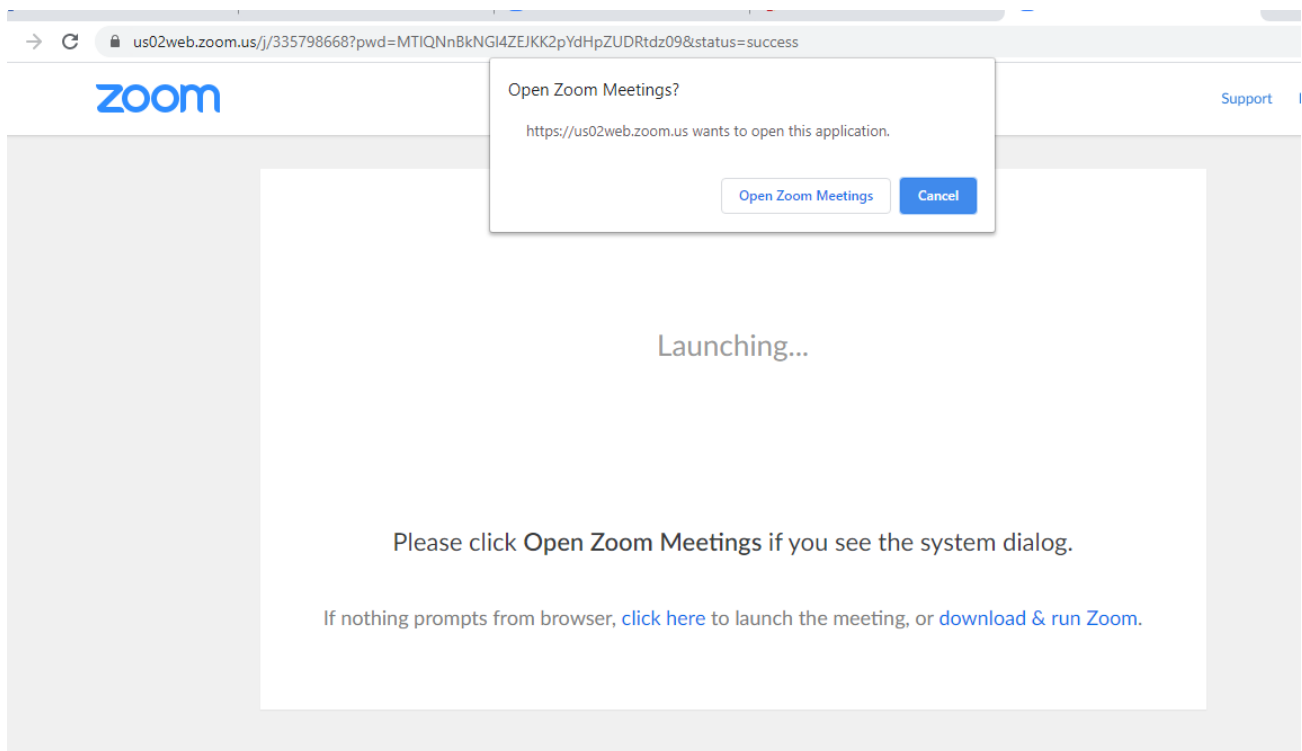 us02web.zoom.us/j/335798668?pwd=MTlQNnBkNGl4ZEJKK2pYdHpZUDRtdz09&status=success
zoom
Open Zoom Meetings?
https://us02web.zoom.us wants to open this application.
Open Zoom Meetings Cancel
Support
Launching...
Please click Open Zoom Meetings if you see the system dialog.
If nothing prompts from browser, click here to launch the meeting, or download & run Zoom.